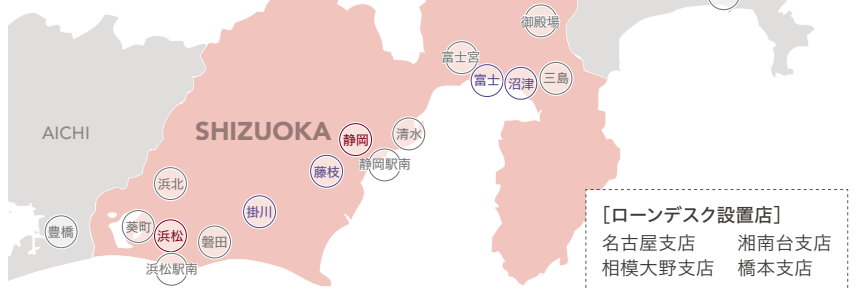 御殿場
富士宮
富士
沼津
三島
AICHI
SHIZUOKA
静岡
清水
静岡駅南
藤枝
浜北
掛川
豊橋
葵町
浜松
磐田
浜松駅南
[ローンデスク設置店]
名古屋支店 湘南台支店
相模大野支店 橋本支店